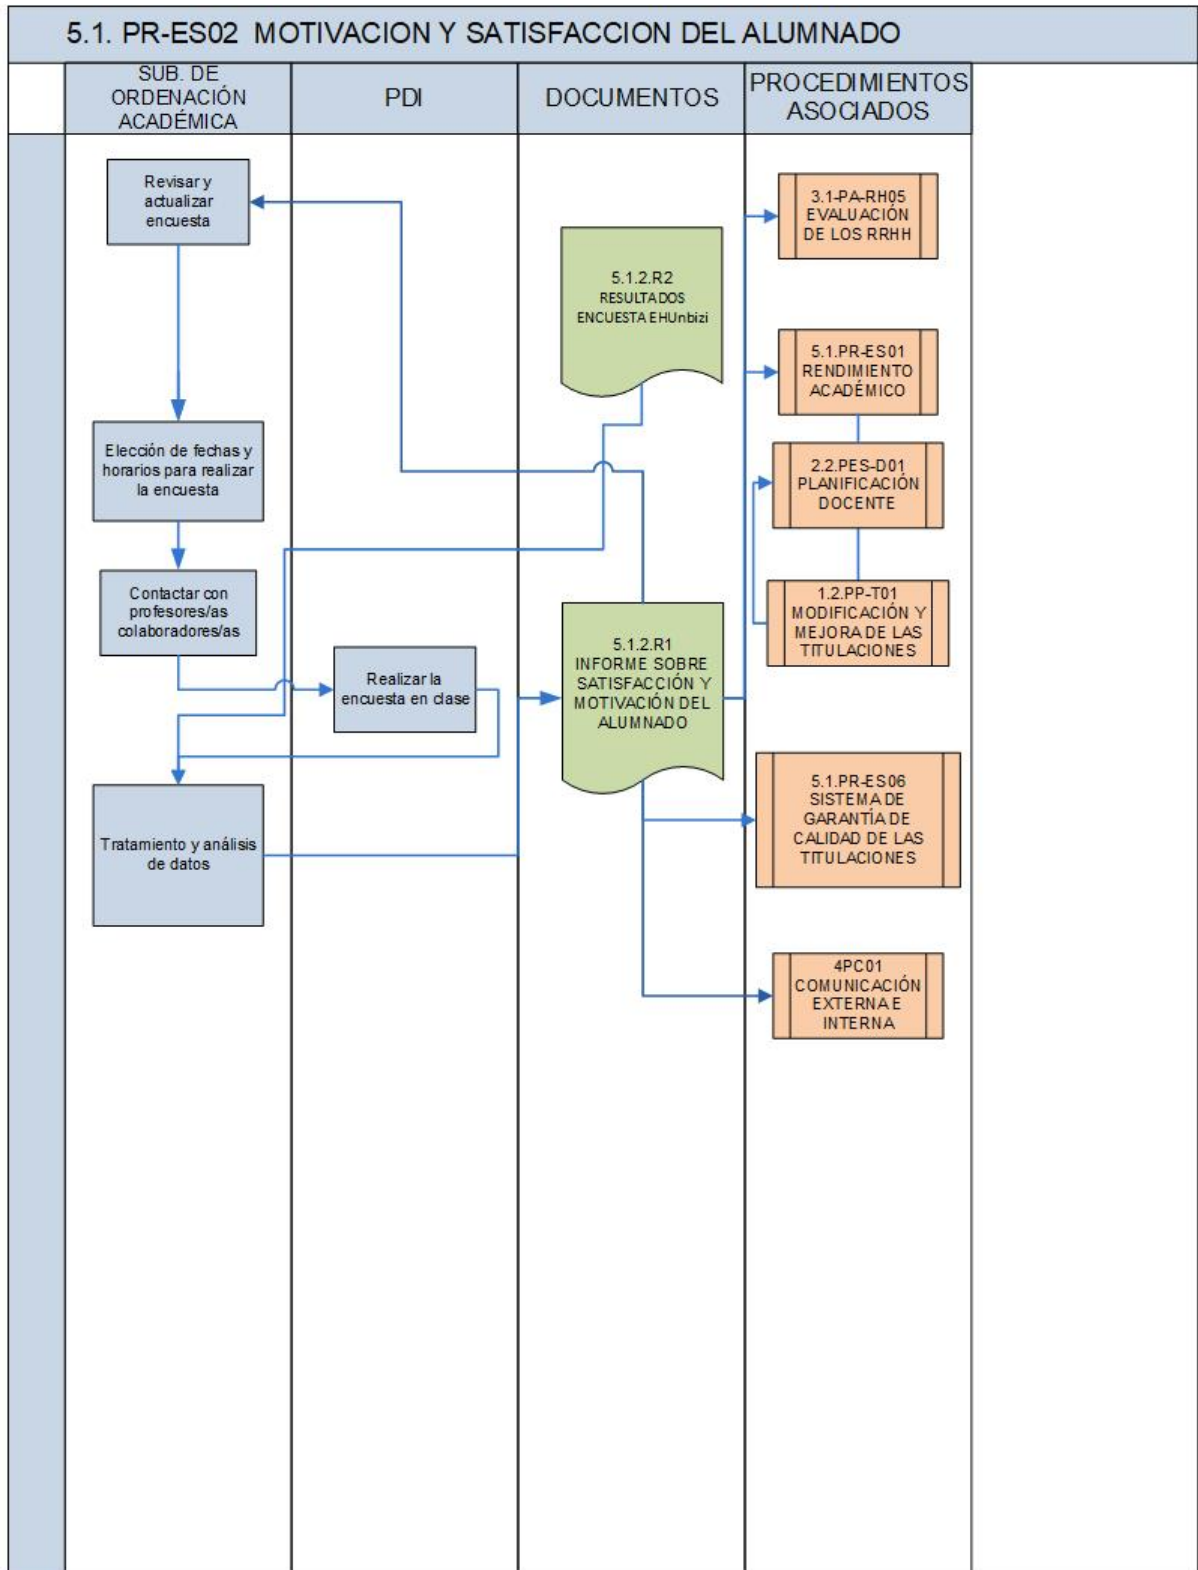 5.1. PR-ES02 MOTIVACION Y SATISFACCION DEL ALUMNADO
SUB. DE
ORDENACIÓN
ACADÉMICA
PDI
DOCUMENTOS
PROCEDIMIENTOS
ASOCIADOS
Revisar y
actualizar
encuesta
3.1-PA-RH05
EVALUACIÓN
DE LOS RRHH
5.1.2.R2
RESULTADOS
ENCUESTA EHUnbizi
5.1.PR-ES01
RENDIMIENTO
ACADÉMICO
Elección de fechas y
horarios para realizar
la encuesta
2.2.PES-D01
PLANIFICACIÓN
DOCENTE
Contactar con
profesores/as
colaboradores/as
1.2.PP-T01
MODIFICACIÓN Y
MEJORA DE LAS
TITULACIONES
Realizar la
encuesta en clase
5.1.2.R1
INFORME SOBRE
SATISFACCIÓN Y
MOTIVACIÓN DEL
ALUMNADO
5.1.PR-ES06
SISTEMA DE
GARANTÍA DE
CALIDAD DE LAS
TITULACIONES
Tratamiento y análisis
de datos
4PC01
COMUNICACIÓN
EXTERNA E
INTERNA